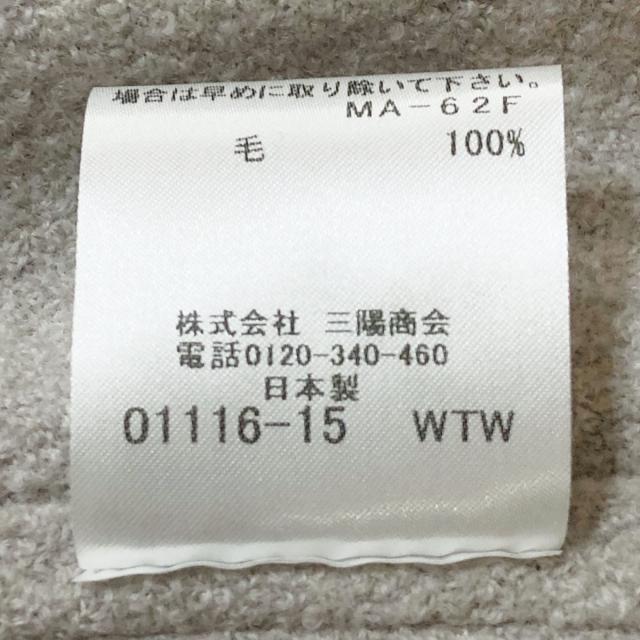 場合は早めに取り除いて下さい。
MA-62F
毛 100%
株式会社 三陽商会
電話0120-340-460
日本製
01116-15 WTW